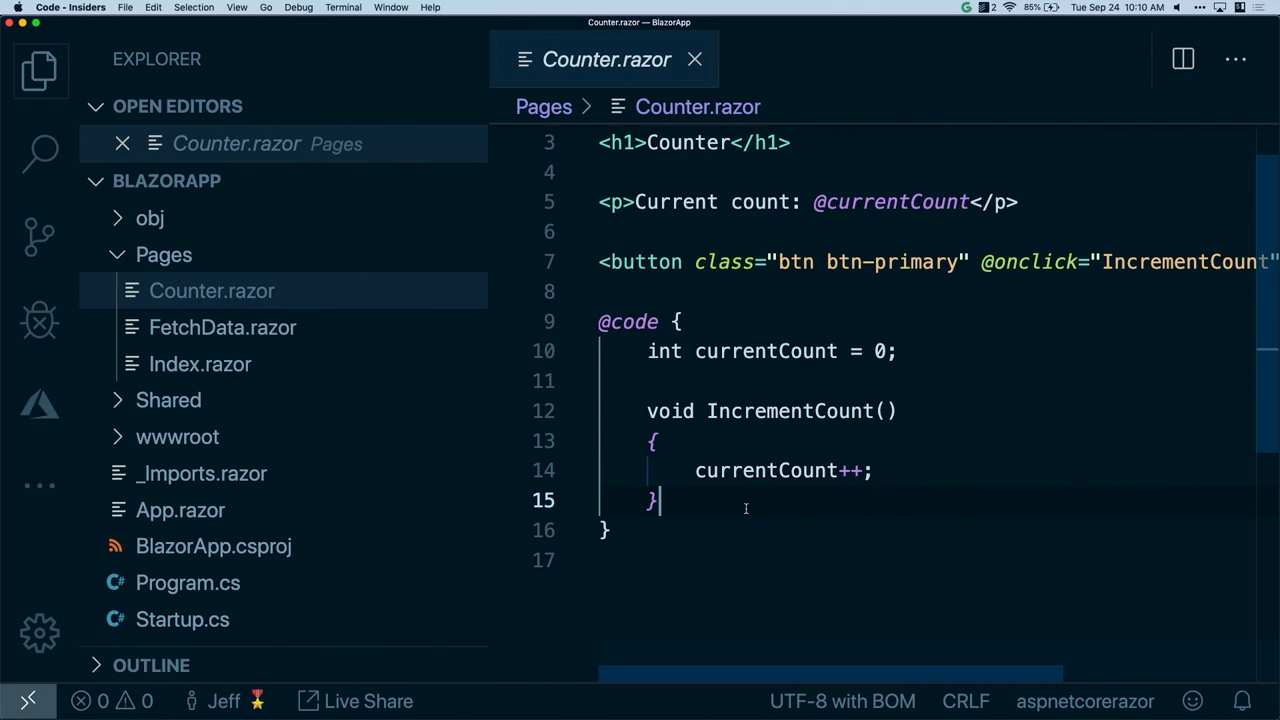 Code - Insiders File Edit Selection View Go Debug Terminal Window Help 2 85% Tue Sep 24 10:10 AM
Counter.razor — BlazorApp
EXPLORER
OPEN EDITORS
Counter.razor Pages
BLAZORAPP
obj
Pages
Counter.razor
FetchData.razor
Index.razor
Shared
wwwroot
_Imports.razor
App.razor
BlazorApp.csproj
C# Program.cs
C# Startup.cs
OUTLINE
Counter.razor
Pages > Counter.razor
3 <h1>Counter</h1>
4
5 <p>Current count: @currentCount</p>
6
7 <button class="btn btn-primary" @onclick="IncrementCount"
8
9 @code {
10 int currentCount = 0;
11
12 void IncrementCount()
13 {
14 currentCount++;
15 }
16 }
17
0 0 Jeff Live Share UTF-8 with BOM CRLF aspnetcorerazor